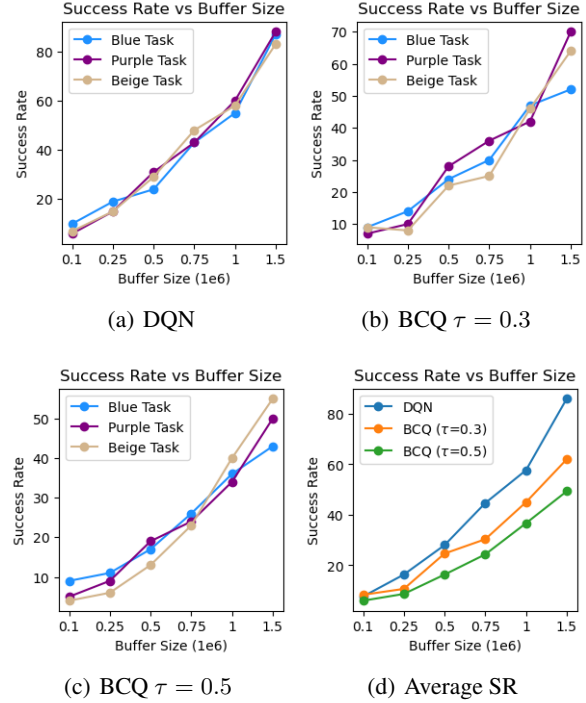 Success Rate vs Buffer Size
Blue Task
Purple Task
Beige Task
80
60
40
20
Success Rate
0.1 0.25 0.5 0.75 1 1.5
Buffer Size (1e6)
(a) DQN
Success Rate vs Buffer Size
Blue Task
Purple Task
Beige Task
70
60
50
40
30
20
10
Success Rate
0.1 0.25 0.5 0.75 1 1.5
Buffer Size (1e6)
(b) BCQ τ = 0.3
Success Rate vs Buffer Size
Blue Task
Purple Task
Beige Task
50
40
30
20
10
Success Rate
0.1 0.25 0.5 0.75 1 1.5
Buffer Size (1e6)
(c) BCQ τ = 0.5
Success Rate vs Buffer Size
DQN
BCQ (τ=0.3)
BCQ (τ=0.5)
80
60
40
20
Success Rate
0.1 0.25 0.5 0.75 1 1.5
Buffer Size (1e6)
(d) Average SR